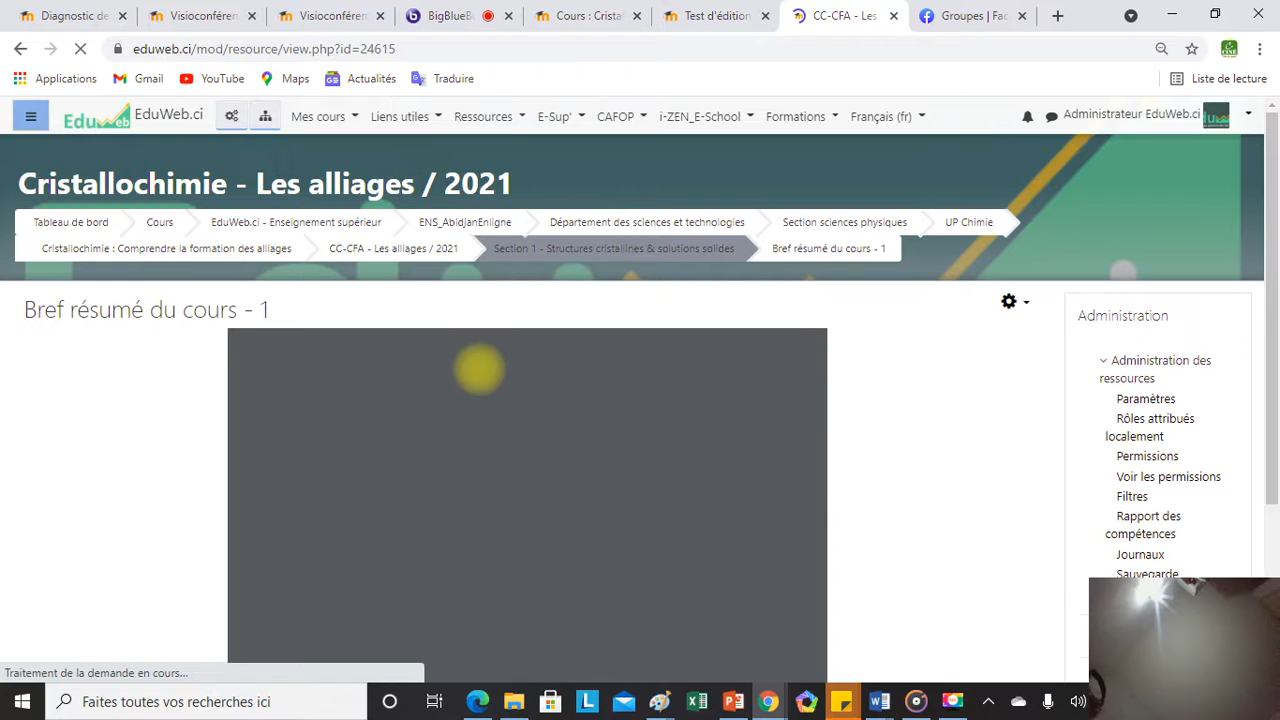 Diagnostic de
Visioconféren
Visioconféren
BigBlueB
Cours : Crista
Test d'édition
CC-CFA - Les
Groupes | Fac
eduweb.ci/mod/resource/view.php?id=24615
Applications
Gmail
YouTube
Maps
Actualités
Traduire
Liste de lecture
EduWeb
EduWeb.ci
Mes cours
Liens utiles
Ressources
E-Sup'
CAFOP
i-ZEN_E-School
Formations
Français (fr)
Administrateur EduWeb.ci
Cristallochimie - Les alliages / 2021
Tableau de bord
Cours
EduWeb.ci - Enseignement supérieur
ENS_AbidjanEnligne
Département des sciences et technologies
Section sciences physiques
UP Chimie
Cristallochimie : Comprendre la formation des alliages
CC-CFA - Les alliages / 2021
Section 1 - Structures cristallines & solutions solides
Bref résumé du cours - 1
Bref résumé du cours - 1
Administration
Administration des
ressources
Paramètres
Rôles attribués
localement
Permissions
Voir les permissions
Filtres
Rapport des
compétences
Journaux
Sauvegarde
Traitement de la demande en cours...
Faites toutes vos recherches ici